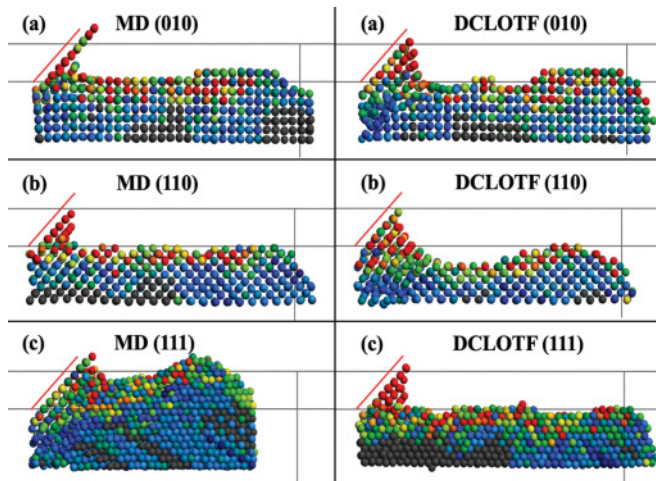 (a) MD (010)
(a) DCLOTF (010)
(b) MD (110)
(b) DCLOTF (110)
(c) MD (111)
(c) DCLOTF (111)